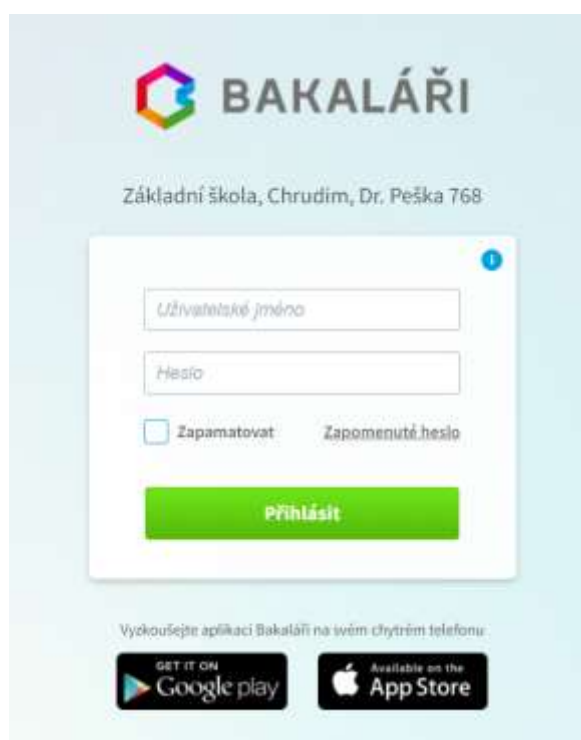 BAKALÁŘI
Základní škola, Chrudim, Dr. Peška 768
i
Uživatelské jméno
Heslo
Zapamatovat Zapomenuté heslo
Přihlásit
Vyzkoušejte aplikaci Bakaláři na svém chytrém telefonu
GET IT ON
Google play
Available on the
App Store